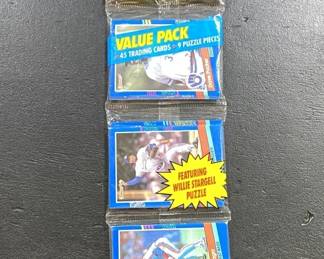 VALUE PACK
45 TRADING CARDS • 9 PUZZLE PIECES
FEATURING
WILLIE STARGELL
PUZZLE